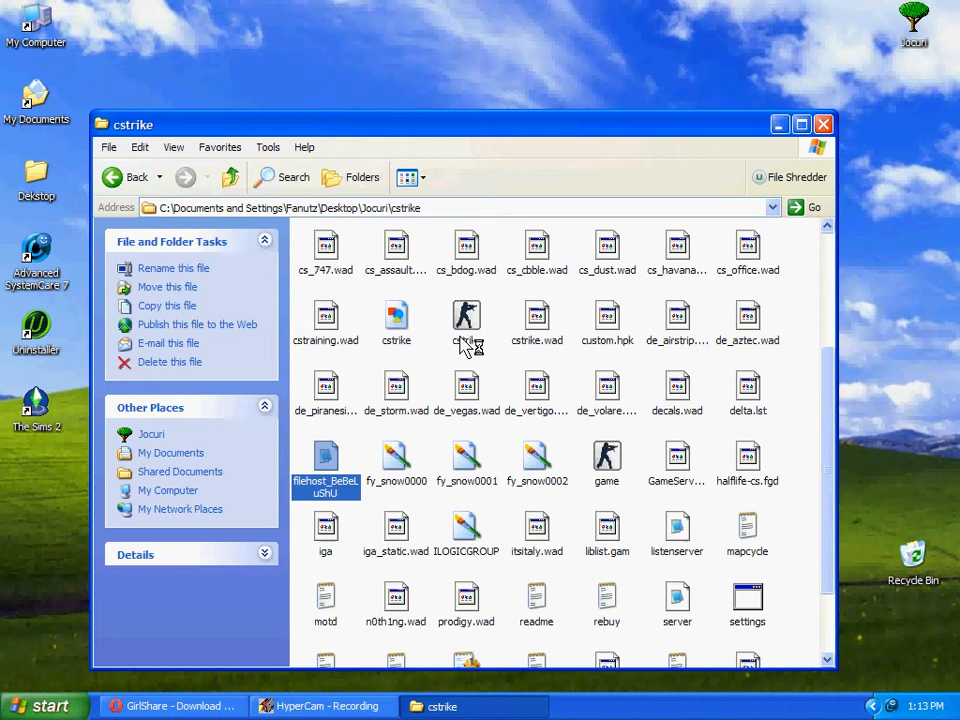 My Computer
My Documents
Dekstop
Advanced
SystemCare 7
Uninstaller
The Sims 2
Jocuri
Recycle Bin
cstrike
File Edit View Favorites Tools Help
Back Search Folders File Shredder
Address C:\Documents and Settings\Fanutz\Desktop\Jocuri\cstrike Go
File and Folder Tasks
Rename this file
Move this file
Copy this file
Publish this file to the Web
E-mail this file
Delete this file
Other Places
Jocuri
My Documents
Shared Documents
My Computer
My Network Places
Details
cs_747.wad cs_assault.... cs_bdog.wad cs_cbble.wad cs_dust.wad cs_havana... cs_office.wad
cstraining.wad cstrike cstrike.wad custom.hpk de_airstrip.... de_aztec.wad
de_piranesi... de_storm.wad de_vegas.wad de_vertigo.... de_volare.... decals.wad delta.lst
filehost_BeBeL
uShU
fy_snow0000 fy_snow0001 fy_snow0002 game GameServ... halflife-cs.fgd
iga iga_static.wad ILOGICGROUP itsitaly.wad liblist.gam listenserver mapcycle
motd n0th1ng.wad prodigy.wad readme rebuy server settings
start GirlShare - Download ... HyperCam - Recording cstrike 1:13 PM